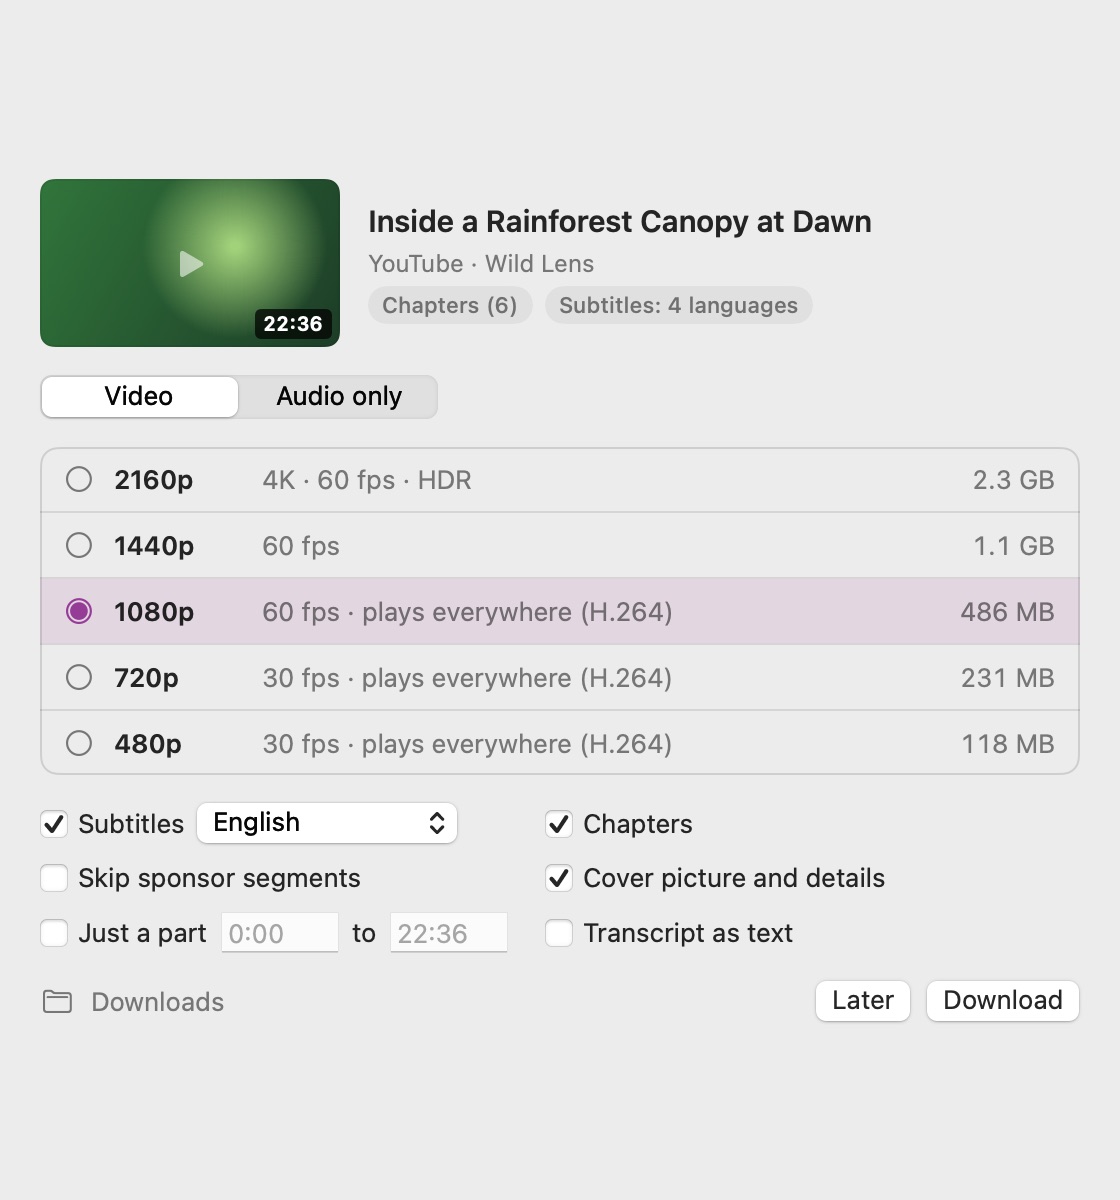 Inside a Rainforest Canopy at Dawn
YouTube · Wild Lens
Chapters (6) Subtitles: 4 languages
22:36
Video Audio only
2160p 4K · 60 fps · HDR 2.3 GB
1440p 60 fps 1.1 GB
1080p 60 fps · plays everywhere (H.264) 486 MB
720p 30 fps · plays everywhere (H.264) 231 MB
480p 30 fps · plays everywhere (H.264) 118 MB
Subtitles English Chapters
Skip sponsor segments Cover picture and details
Just a part 0:00 to 22:36 Transcript as text
Downloads Later Download